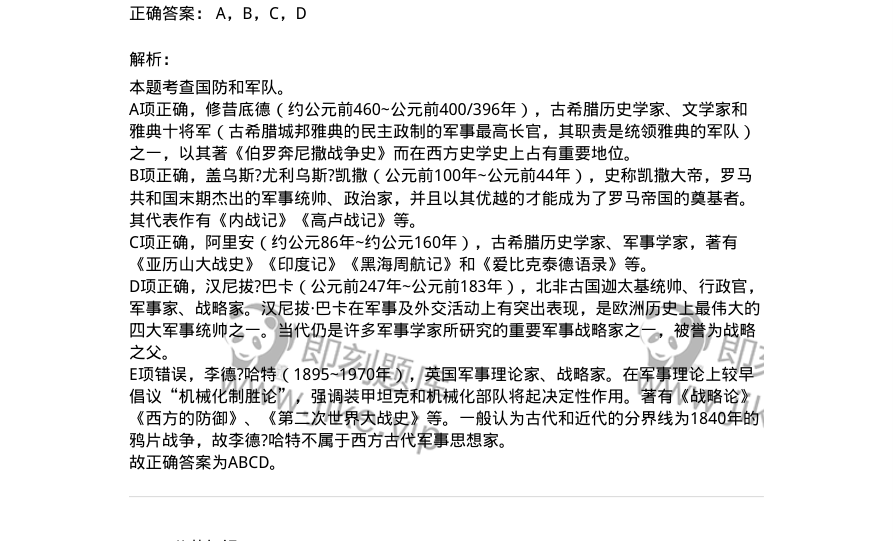 正确答案： A，B，C，D
解析：
本题考查国防和军队。
A项正确，修昔底德（约公元前460~公元前400/396年），古希腊历史学家、文学家和
雅典十将军（古希腊城邦雅典的民主政制的军事最高长官，其职责是统领雅典的军队）
之一，以其著《伯罗奔尼撒战争史》而在西方史学史上占有重要地位。
B项正确，盖乌斯?尤利乌斯?凯撒（公元前100年~公元前44年），史称凯撒大帝，罗马
共和国末期杰出的军事统帅、政治家，并且以其优越的才能成为了罗马帝国的奠基者。
其代表作有《内战记》《高卢战记》等。
C项正确，阿里安（约公元86年~约公元160年），古希腊历史学家、军事学家，著有
《亚历山大战史》《印度记》《黑海周航记》和《爱比克泰德语录》等。
D项正确，汉尼拔?巴卡（公元前247年~公元前183年），北非古国迦太基统帅、行政官，
军事家、战略家。汉尼拔·巴卡在军事及外交活动上有突出表现，是欧洲历史上最伟大的
四大军事统帅之一。当代仍是许多军事学家所研究的重要军事战略家之一，被誉为战略
之父。
E项错误，李德?哈特（1895~1970年），英国军事理论家、战略家。在军事理论上较早
倡议“机械化制胜论”，强调装甲坦克和机械化部队将起决定性作用。著有《战略论》
《西方的防御》、《第二次世界大战史》等。一般认为古代和近代的分界线为1840年的
鸦片战争，故李德?哈特不属于西方古代军事思想家。
故正确答案为ABCD。
即刻题库